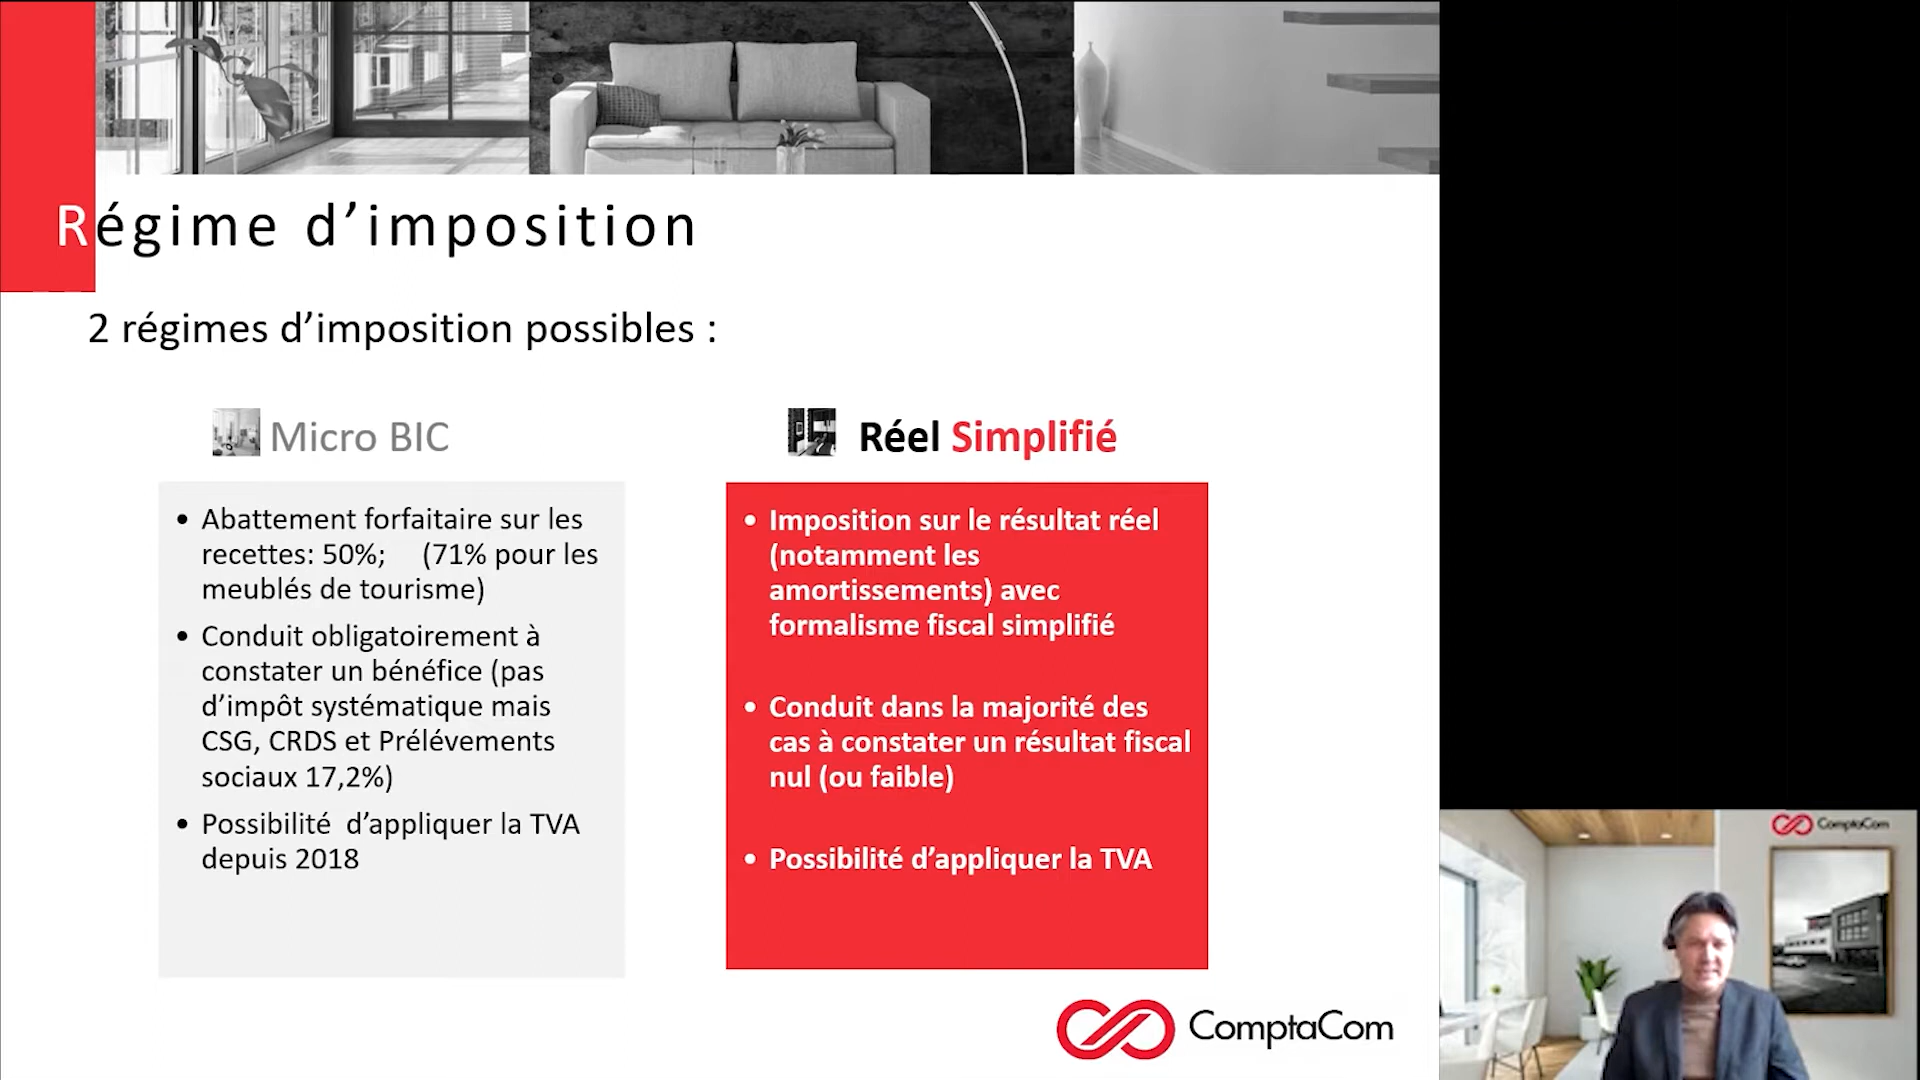 Régime d’imposition
2 régimes d’imposition possibles :
Micro BIC
• Abattement forfaitaire sur les
recettes: 50%; (71% pour les
meublés de tourisme)
• Conduit obligatoirement à
constater un bénéfice (pas
d’impôt systématique mais
CSG, CRDS et Prélévements
sociaux 17,2%)
• Possibilité d’appliquer la TVA
depuis 2018
Réel Simplifié
• Imposition sur le résultat réel
(notamment les
amortissements) avec
formalisme fiscal simplifié
• Conduit dans la majorité des
cas à constater un résultat fiscal
nul (ou faible)
• Possibilité d’appliquer la TVA
ComptaCom
ComptaCom